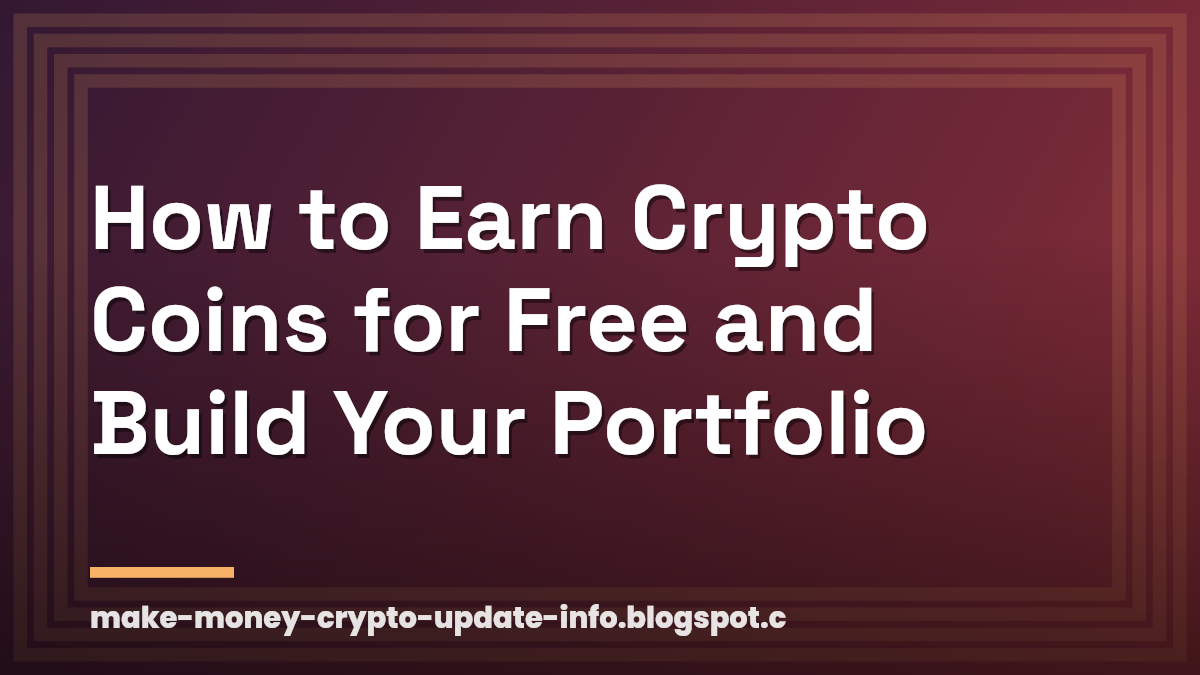 How to Earn Crypto
Coins for Free and
Build Your Portfolio
make-money-crypto-update-info.blogspot.c